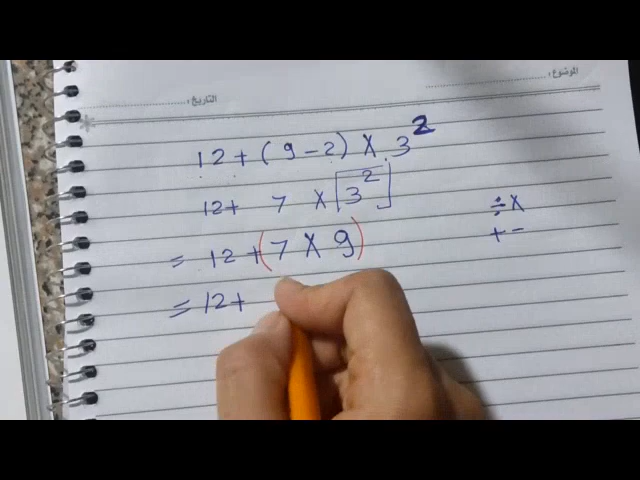 الموضوع :
التاريخ :
12 + (9 - 2) X 3²
12 + 7 X 3²
÷ X
= 12 + (7 X 9)
+ -
= 12 +